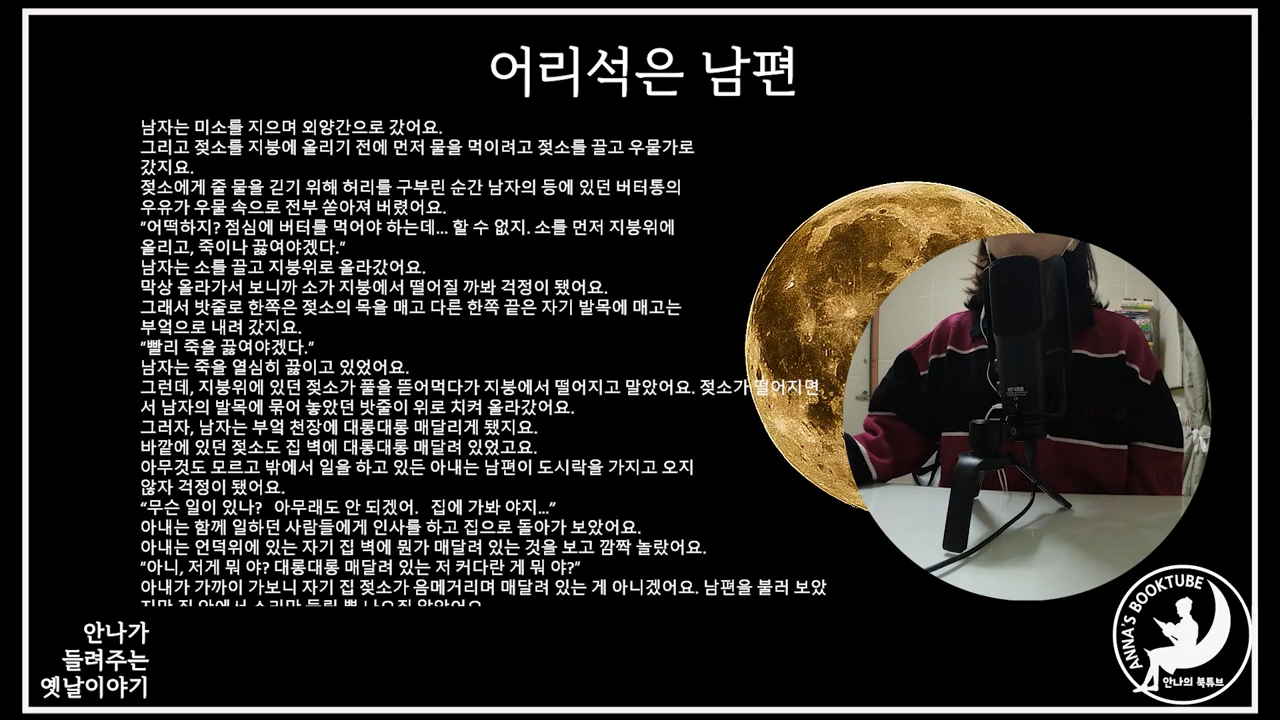 어리석은 남편
남자는 미소를 지으며 외양간으로 갔어요.
그리고 젖소를 지붕에 올리기 전에 먼저 물을 먹이려고 젖소를 끌고 우물가로
갔지요.
젖소에게 줄 물을 긷기 위해 허리를 구부린 순간 남자의 등에 있던 버터통의
우유가 우물 속으로 전부 쏟아져 버렸어요.
“어떡하지? 점심에 버터를 먹어야 하는데... 할 수 없지. 소를 먼저 지붕위에
올리고, 죽이나 끓여야겠다.“
남자는 소를 끌고 지붕위로 올라갔어요.
막상 올라가서 보니까 소가 지붕에서 떨어질 까봐 걱정이 됐어요.
그래서 밧줄로 한쪽은 젖소의 목을 매고 다른 한쪽 끝은 자기 발목에 매고는
부엌으로 내려 갔지요.
“빨리 죽을 끓여야겠다.“
남자는 죽을 열심히 끓이고 있었어요.
그런데, 지붕위에 있던 젖소가 풀을 뜯어먹다가 지붕에서 떨어지고 말았어요. 젖소가 떨어지면
서 남자의 발목에 묶어 놓았던 밧줄이 위로 치켜 올라갔어요.
그러자, 남자는 부엌 천장에 대롱대롱 매달리게 됐지요.
바깥에 있던 젖소도 집 벽에 대롱대롱 매달려 있었고요.
아무것도 모르고 밖에서 일을 하고 있든 아내는 남편이 도시락을 가지고 오지
않자 걱정이 됐어요.
“무슨 일이 있나? 아무래도 안 되겠어. 집에 가봐 야지...”
아내는 함께 일하던 사람들에게 인사를 하고 집으로 돌아가 보았어요.
아내는 언덕위에 있는 자기 집 벽에 뭔가 매달려 있는 것을 보고 깜짝 놀랐어요.
“아니, 저게 뭐 야? 대롱대롱 매달려 있는 저 커다란 게 뭐 야?”
아내가 가까이 가보니 자기 집 젖소가 음메거리며 매달려 있는 게 아니겠어요. 남편을 불러 보았
안나가
들려주는
옛날이야기
ANNA'S BOOKTUBE
안나의 북튜브